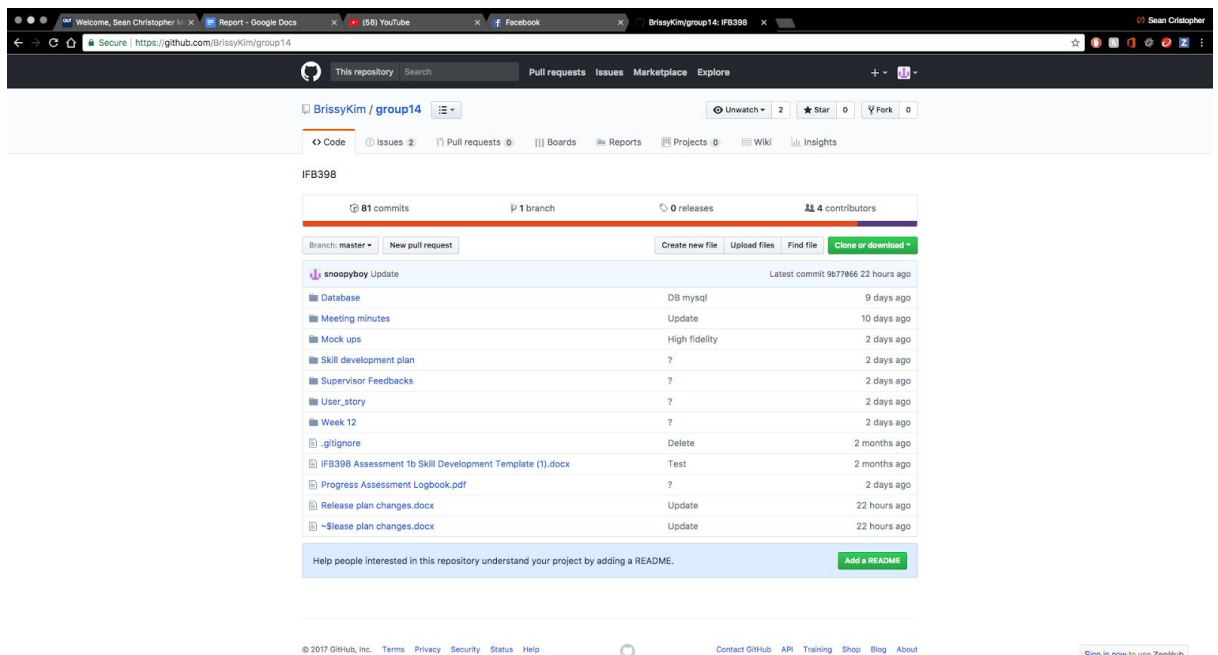 Welcome, Sean Christopher M × Report - Google Docs × (58) YouTube × Facebook × BrissyKim/group14: IFB398 × Sean Cristopher
Secure https://github.com/BrissyKim/group14
This repository Search Pull requests Issues Marketplace Explore
BrissyKim / group14 Unwatch 2 Star 0 Fork 0
Code Issues 2 Pull requests 0 Boards Reports Projects 0 Wiki Insights
IFB398
81 commits 1 branch 0 releases 4 contributors
Branch: master New pull request Create new file Upload files Find file Clone or download
snoopyboy Update Latest commit 9b77066 22 hours ago
Database DB mysql 9 days ago
Meeting minutes Update 10 days ago
Mock ups High fidelity 2 days ago
Skill development plan ? 2 days ago
Supervisor Feedbacks ? 2 days ago
User_story ? 2 days ago
Week 12 ? 2 days ago
.gitignore Delete 2 months ago
IFB398 Assessment 1b Skill Development Template (1).docx Test 2 months ago
Progress Assessment Logbook.pdf ? 2 days ago
Release plan changes.docx Update 22 hours ago
~$lease plan changes.docx Update 22 hours ago
Help people interested in this repository understand your project by adding a README. Add a README
© 2017 GitHub, Inc. Terms Privacy Security Status Help Contact GitHub API Training Shop Blog About
Sign in now to use ZenHub